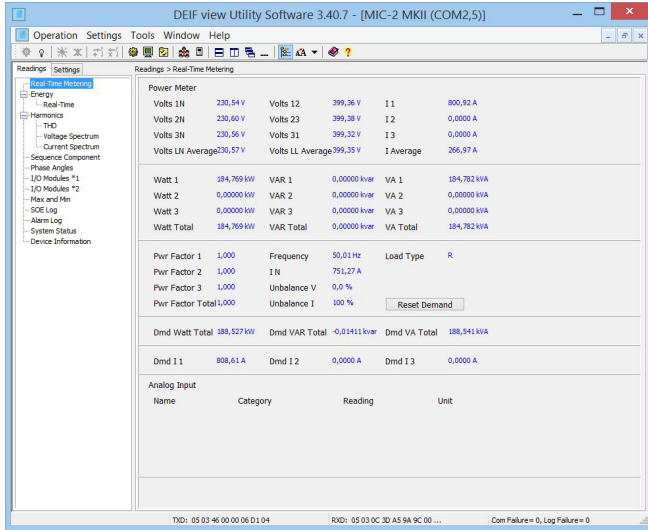 DEIF view Utility Software 3.40.7 - [MIC-2 MKII (COM2,5)]
Operation Settings Tools Window Help
Readings Settings
Readings > Real-Time Metering
Real-Time Metering
Energy
Real-Time
Harmonics
THD
Voltage Spectrum
Current Spectrum
Sequence Component
Phase Angles
I/O Modules *1
I/O Modules *2
Max and Min
SOE Log
Alarm Log
System Status
Device Information
Power Meter
Volts 1N 230,54 V Volts 12 399,36 V I 1 800,92 A
Volts 2N 230,60 V Volts 23 399,38 V I 2 0,0000 A
Volts 3N 230,56 V Volts 31 399,32 V I 3 0,0000 A
Volts LN Average 230,57 V Volts LL Average 399,35 V I Average 266,97 A
Watt 1 184,769 kW VAR 1 0,00000 kvar VA 1 184,782 kVA
Watt 2 0,00000 kW VAR 2 0,00000 kvar VA 2 0,00000 kVA
Watt 3 0,00000 kW VAR 3 0,00000 kvar VA 3 0,00000 kVA
Watt Total 184,769 kW VAR Total 0,00000 kvar VA Total 184,782 kVA
Pwr Factor 1 1,000 Frequency 50,01 Hz Load Type R
Pwr Factor 2 1,000 I N 751,27 A
Pwr Factor 3 1,000 Unbalance V 0,0 %
Pwr Factor Total 1,000 Unbalance I 100 % Reset Demand
Dmd Watt Total 188,527 kW Dmd VAR Total -0,01411 kvar Dmd VA Total 188,541 kVA
Dmd I 1 808,61 A Dmd I 2 0,0000 A Dmd I 3 0,0000 A
Analog Input
Name Category Reading Unit
TXD: 05 03 46 00 00 06 D1 04 RXD: 05 03 0C 3D A5 9A 9C 00 ... Com Failure= 0, Log Failure= 0